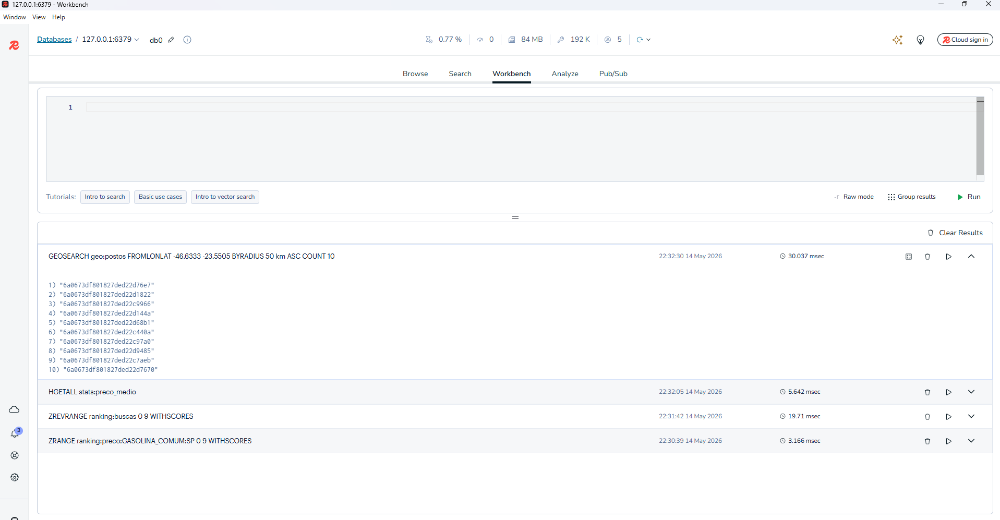 127.0.0.1:6379 - Workbench
Window View Help
Databases / 127.0.0.1:6379 db0 0.77 % 0 84 MB 192 K 5 Cloud sign in
Browse Search Workbench Analyze Pub/Sub
1
Tutorials: Intro to search Basic use cases Intro to vector search -r Raw mode Group results Run
Clear Results
GEOSEARCH geo:postos FROMLONLAT -46.6333 -23.5505 BYRADIUS 50 km ASC COUNT 10 22:32:30 14 May 2026 30.037 msec
1) "6a0673df801827ded22d76e7"
2) "6a0673df801827ded22d1822"
3) "6a0673df801827ded22c9966"
4) "6a0673df801827ded22d144a"
5) "6a0673df801827ded22d68b1"
6) "6a0673df801827ded22c440a"
7) "6a0673df801827ded22c97a0"
8) "6a0673df801827ded22d9485"
9) "6a0673df801827ded22c7aeb"
10) "6a0673df801827ded22d7670"
HGETALL stats:preco_medio 22:32:05 14 May 2026 5.642 msec
ZREVRANGE ranking:buscas 0 9 WITHSCORES 22:31:42 14 May 2026 19.71 msec
3
ZRANGE ranking:preco:GASOLINA_COMUM:SP 0 9 WITHSCORES 22:30:39 14 May 2026 3.166 msec